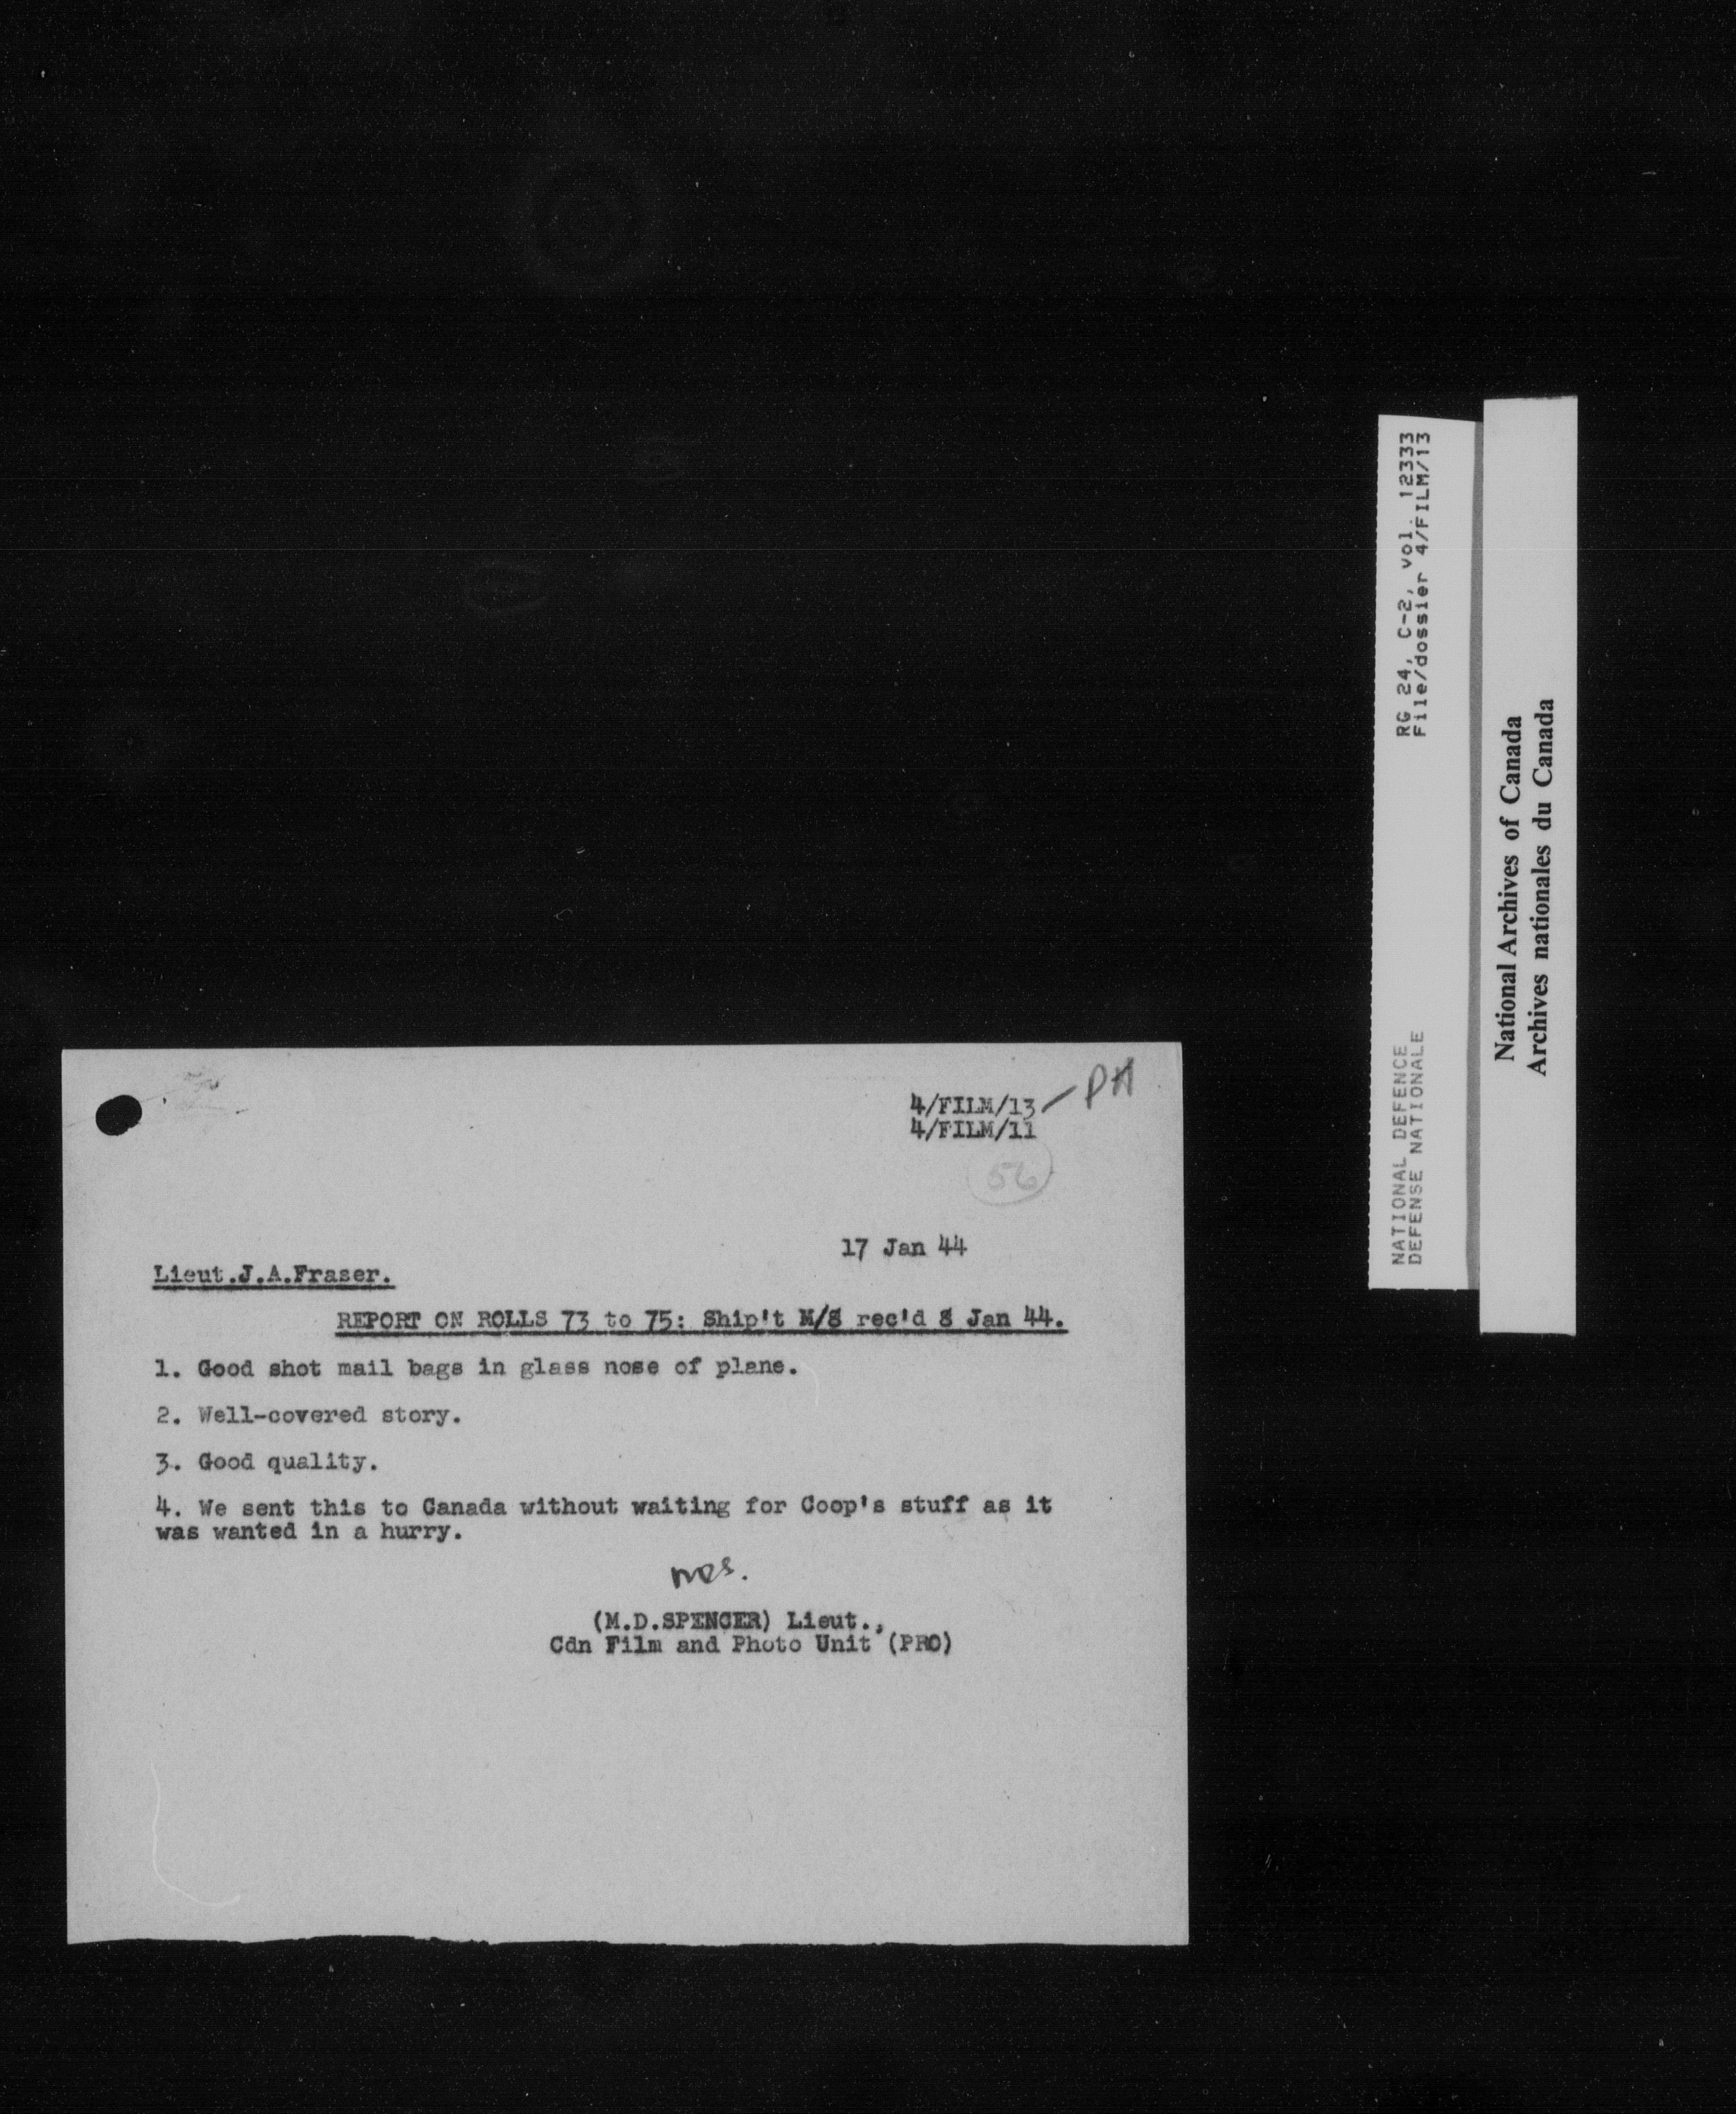 4/FILM/13 — PA
4/FILM/11
56
17 Jan 44
Lieut.J.A.Fraser.
REPORT ON ROLLS 73 to 75: Ship't M/8 rec'd 8 Jan 44.
1. Good shot mail bags in glass nose of plane.
2. Well-covered story.
3. Good quality.
4. We sent this to Canada without waiting for Coop's stuff as it
was wanted in a hurry.
(M.D.SPENCER) Lieut.,
Cdn Film and Photo Unit (PRO)
NATIONAL DEFENCE RG 24, C-2, vol. 12333
DEFENSE NATIONALE File/dossier 4/FILM/13
National Archives of Canada
Archives nationales du Canada